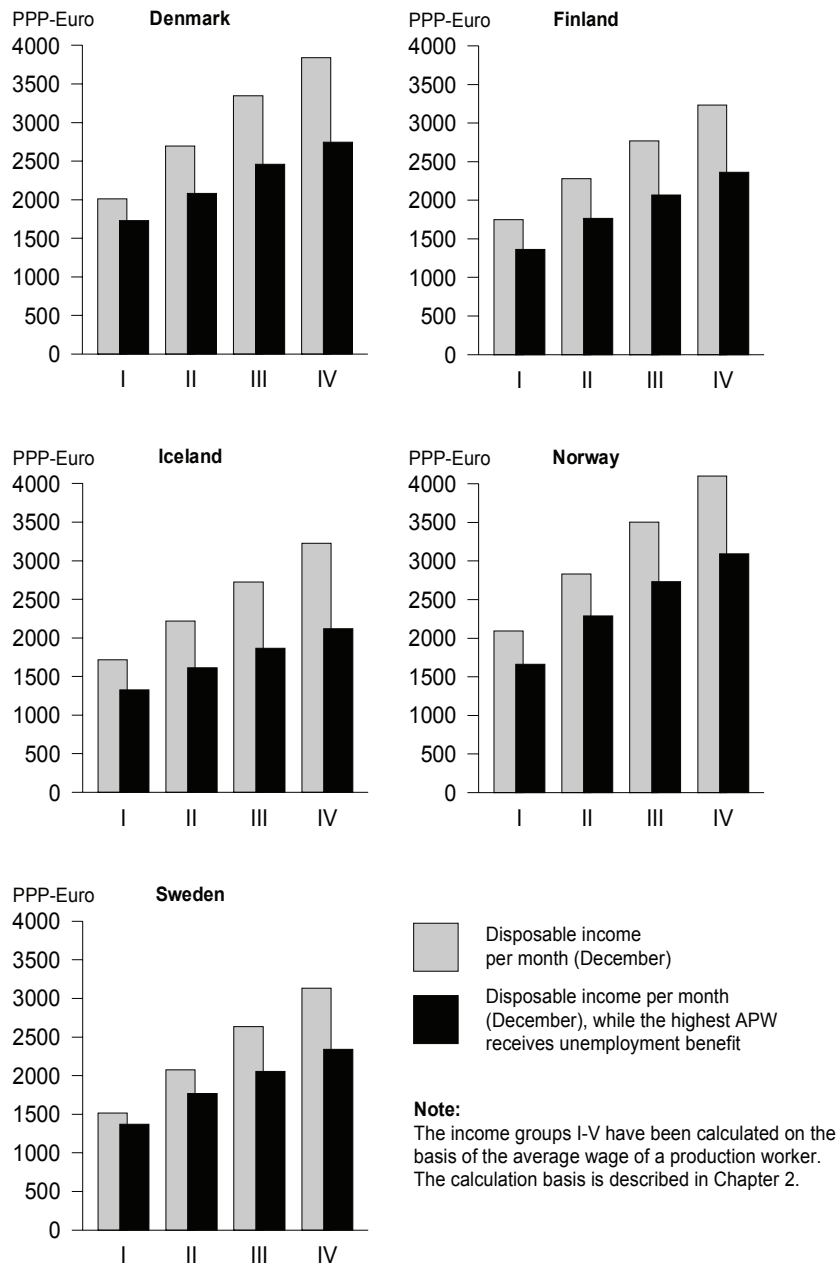 PPP-Euro Denmark
4000
3500
3000
2500
2000
1500
1000
500
0
I II III IV
PPP-Euro Finland
4000
3500
3000
2500
2000
1500
1000
500
0
I II III IV
PPP-Euro Iceland
4000
3500
3000
2500
2000
1500
1000
500
0
I II III IV
PPP-Euro Norway
4000
3500
3000
2500
2000
1500
1000
500
0
I II III IV
PPP-Euro Sweden
4000
3500
3000
2500
2000
1500
1000
500
0
I II III IV
Disposable income
per month (December)
Disposable income per month
(December), while the highest APW
receives unemployment benefit
Note:
The income groups I-V have been calculated on the
basis of the average wage of a production worker.
The calculation basis is described in Chapter 2.